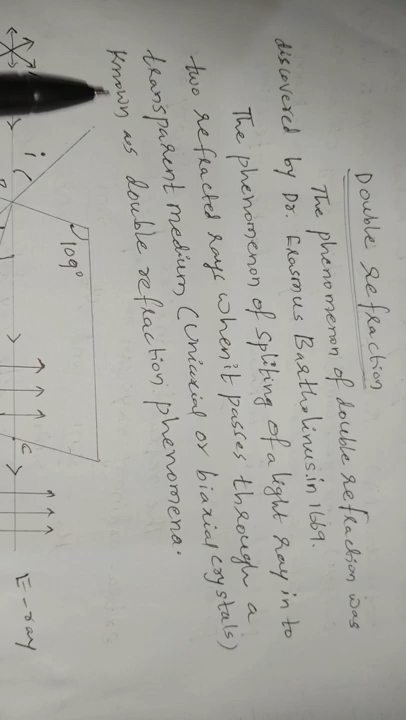 Double Refraction
The phenomenon of double refraction was
discovered by Dr. Erasmus Bartholinus.in 1669.
The phenomenon of spliting of a light ray in to
two refracted rays when it passes through a
transparent medium (Uniaxial or biaxial crystals)
known as double refraction phenomena.
109°
i
C
E-ray